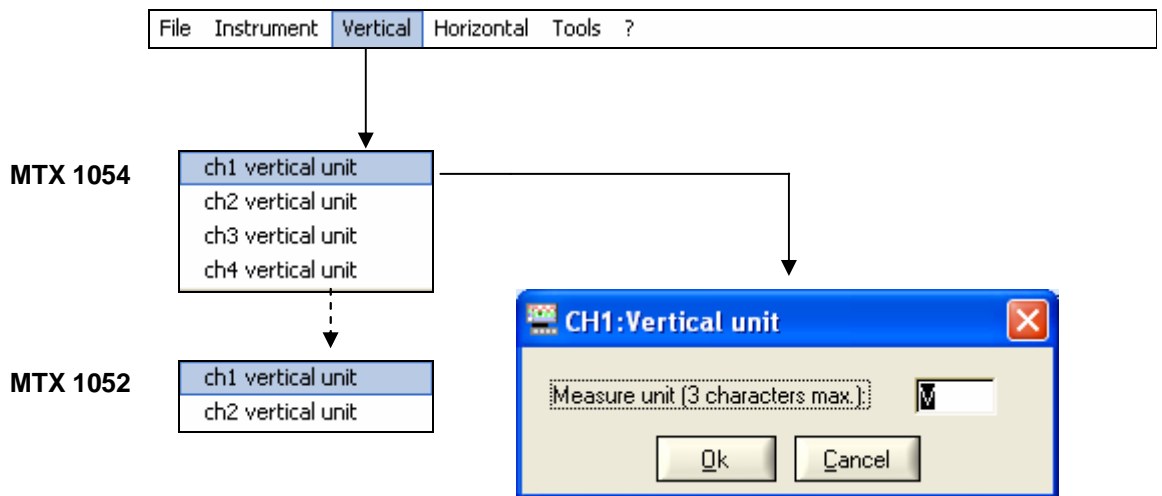 File Instrument Vertical Horizontal Tools ?
MTX 1054
ch1 vertical unit
ch2 vertical unit
ch3 vertical unit
ch4 vertical unit
CH1:Vertical unit
Measure unit (3 characters max.):
V
Ok Cancel
MTX 1052
ch1 vertical unit
ch2 vertical unit